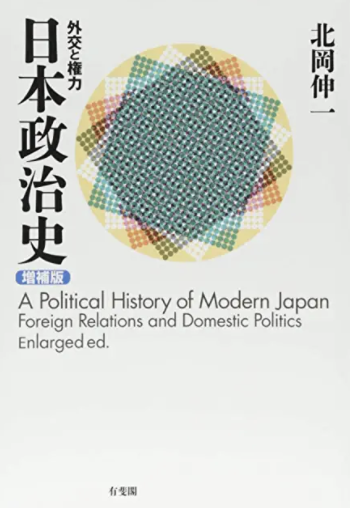 北岡伸一
外交と権力
日本政治史
増補版
A Political History of Modern Japan
Foreign Relations and Domestic Politics
Enlarged ed.
有斐閣